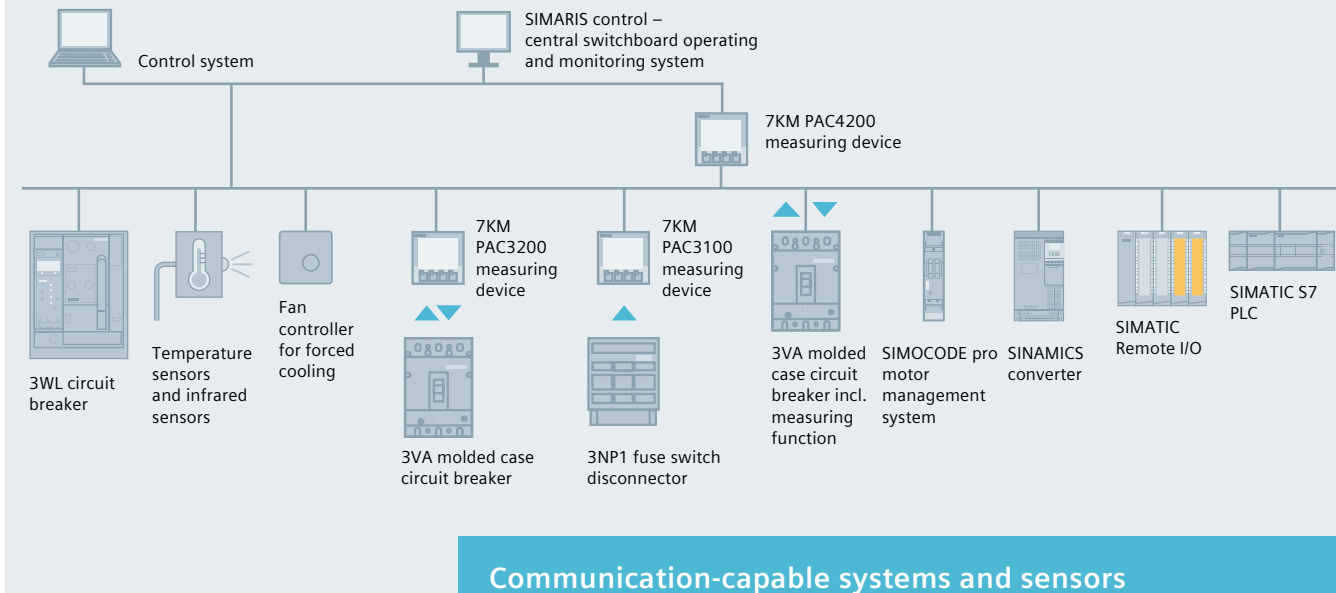 Control system
SIMARIS control –
central switchboard operating
and monitoring system
7KM PAC4200
measuring device
3WL circuit
breaker
Temperature
sensors
and infrared
sensors
Fan
controller
for forced
cooling
7KM
PAC3200
measuring
device
3VA molded case
circuit breaker
7KM
PAC3100
measuring
device
3NP1 fuse switch
disconnector
3VA molded
case circuit
breaker incl.
measuring
function
SIMOCODE pro
motor
management
system
SINAMICS
converter
SIMATIC
Remote I/O
SIMATIC S7
PLC
Communication-capable systems and sensors